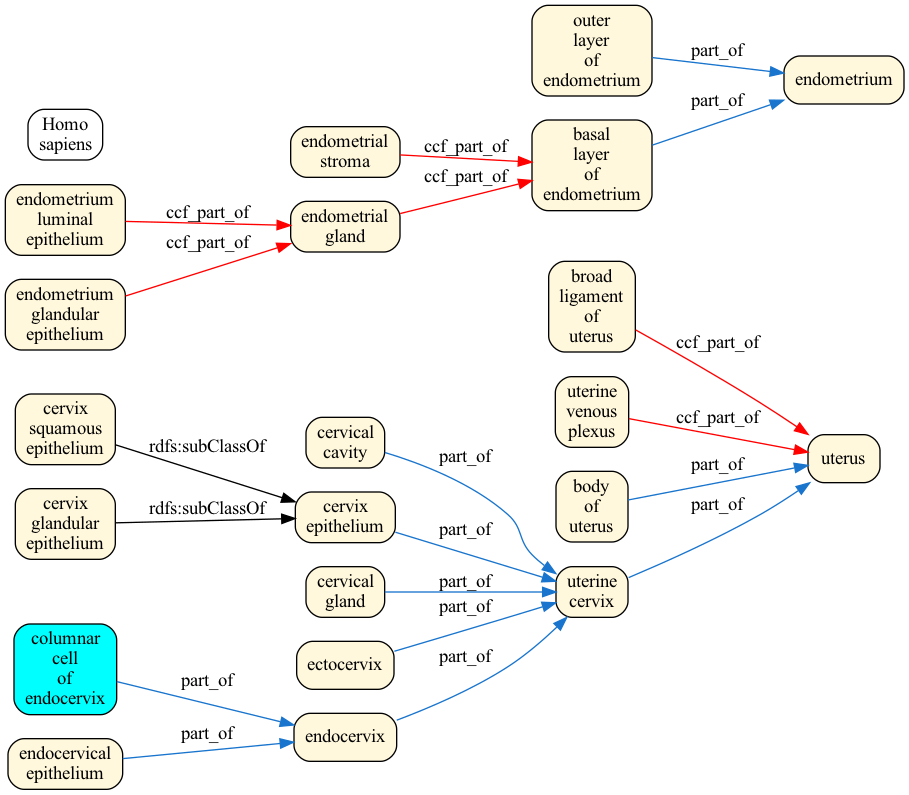 outer
layer
of
endometrium
part_of
endometrium
Homo
sapiens
endometrial
stroma
ccf_part_of
basal
layer
of
endometrium
part_of
endometrium
luminal
epithelium
ccf_part_of
endometrial
gland
ccf_part_of
endometrium
glandular
epithelium
ccf_part_of
broad
ligament
of
uterus
ccf_part_of
uterine
venous
plexus
ccf_part_of
uterus
cervix
squamous
epithelium
rdfs:subClassOf
cervical
cavity
part_of
body
of
uterus
part_of
cervix
glandular
epithelium
rdfs:subClassOf
cervix
epithelium
part_of
part_of
cervical
gland
part_of
uterine
cervix
ectocervix
part_of
columnar
cell
of
endocervix
part_of
endocervix
part_of
endocervical
epithelium
part_of